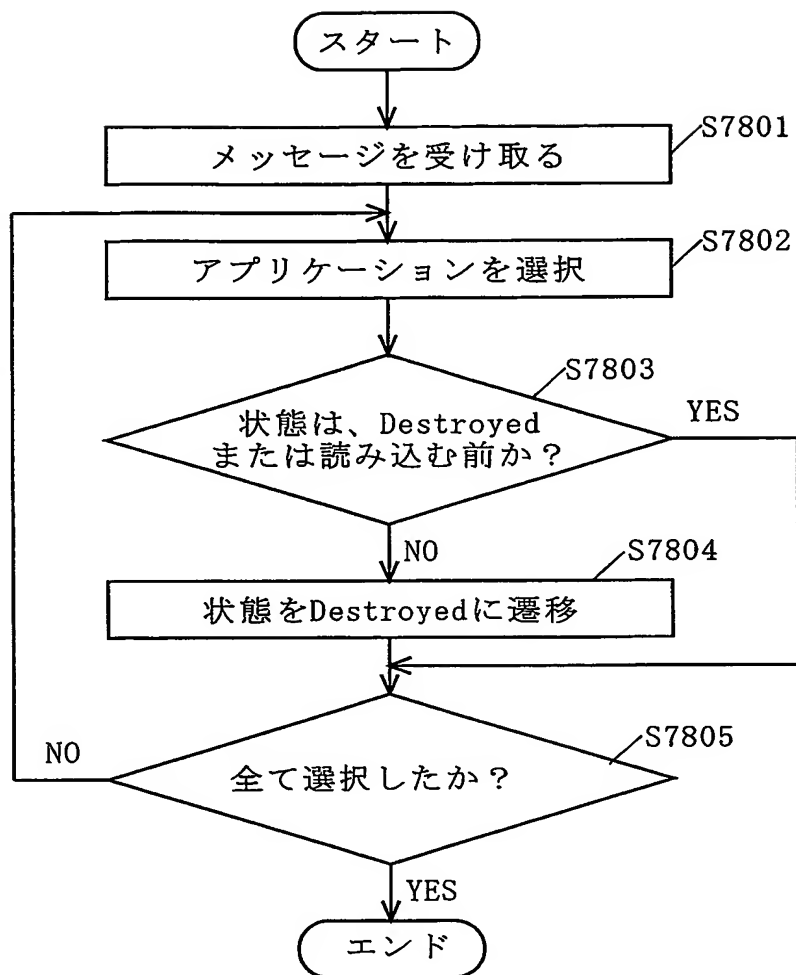 スタート
S7801
メッセージを受け取る
S7802
アプリケーションを選択
S7803
状態は、Destroyed
または読み込む前か?
YES
NO
S7804
状態をDestroyedに遷移
NO
S7805
全て選択したか?
YES
エンド